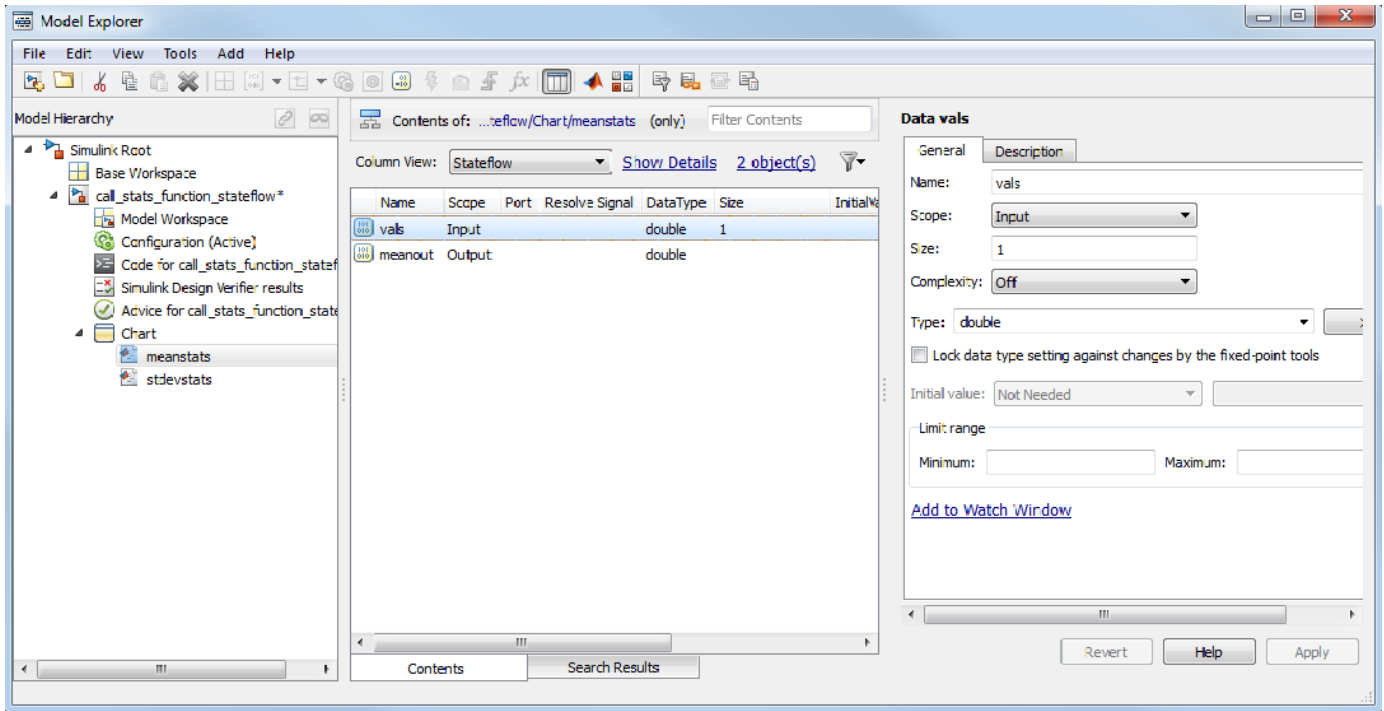 Model Explorer
File Edit View Tools Add Help
Model Hierarchy
Simulink Root
Base Workspace
call_stats_function_stateflow*
Model Workspace
Configuration (Active)
Code for call_stats_function_statef
Simulink Design Verifier results
Advice for call_stats_function_state
Chart
meanstats
stdevstats
Contents of: ...teflow/Chart/meanstats (only) Filter Contents
Column View: Stateflow Show Details 2 object(s)
Name Scope Port Resolve Signal DataType Size InitialVa
vals Input double 1
meanout Output double
Contents Search Results
Data vals
General Description
Name: vals
Scope: Input
Size: 1
Complexity: Off
Type: double
Lock data type setting against changes by the fixed-point tools
Initial value: Not Needed
Limit range
Minimum: Maximum:
Add to Watch Window
Revert Help Apply